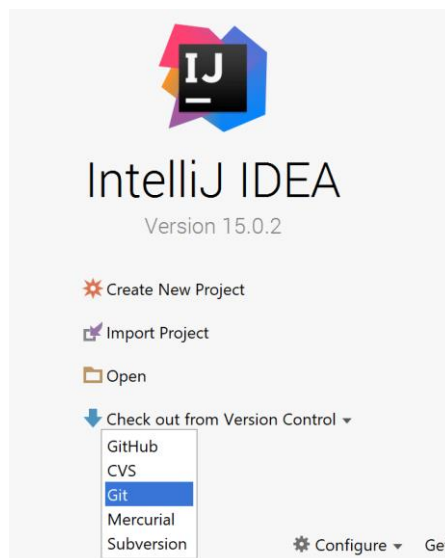 IJ
IntelliJ IDEA
Version 15.0.2
Create New Project
Import Project
Open
Check out from Version Control
GitHub
CVS
Git
Mercurial
Subversion
Configure Ge